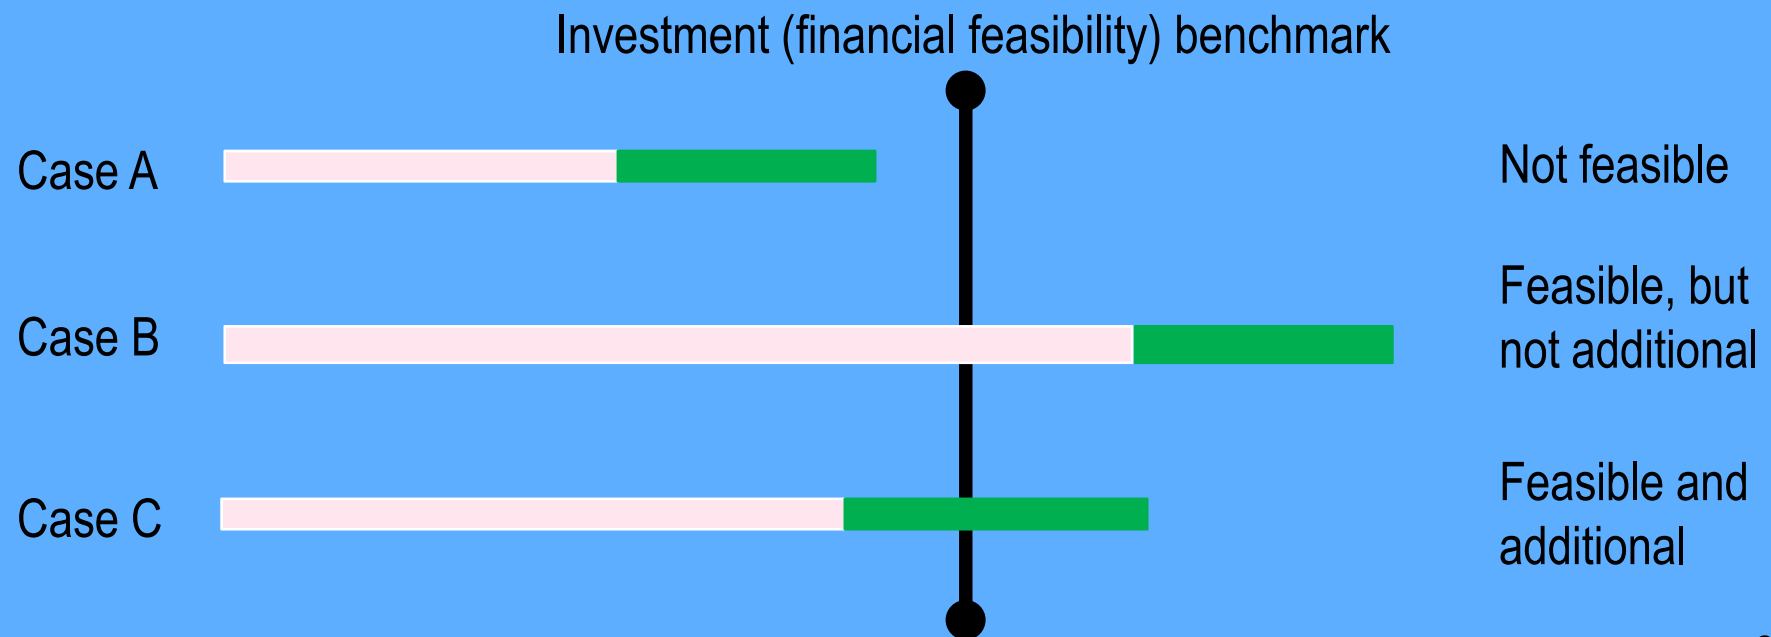 Investment (financial feasibility) benchmark
Case A
Not feasible
Case B
Feasible, but
not additional
Case C
Feasible and
additional